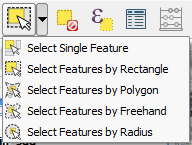 Select Single Feature
Select Features by Rectangle
Select Features by Polygon
Select Features by Freehand
Select Features by Radius